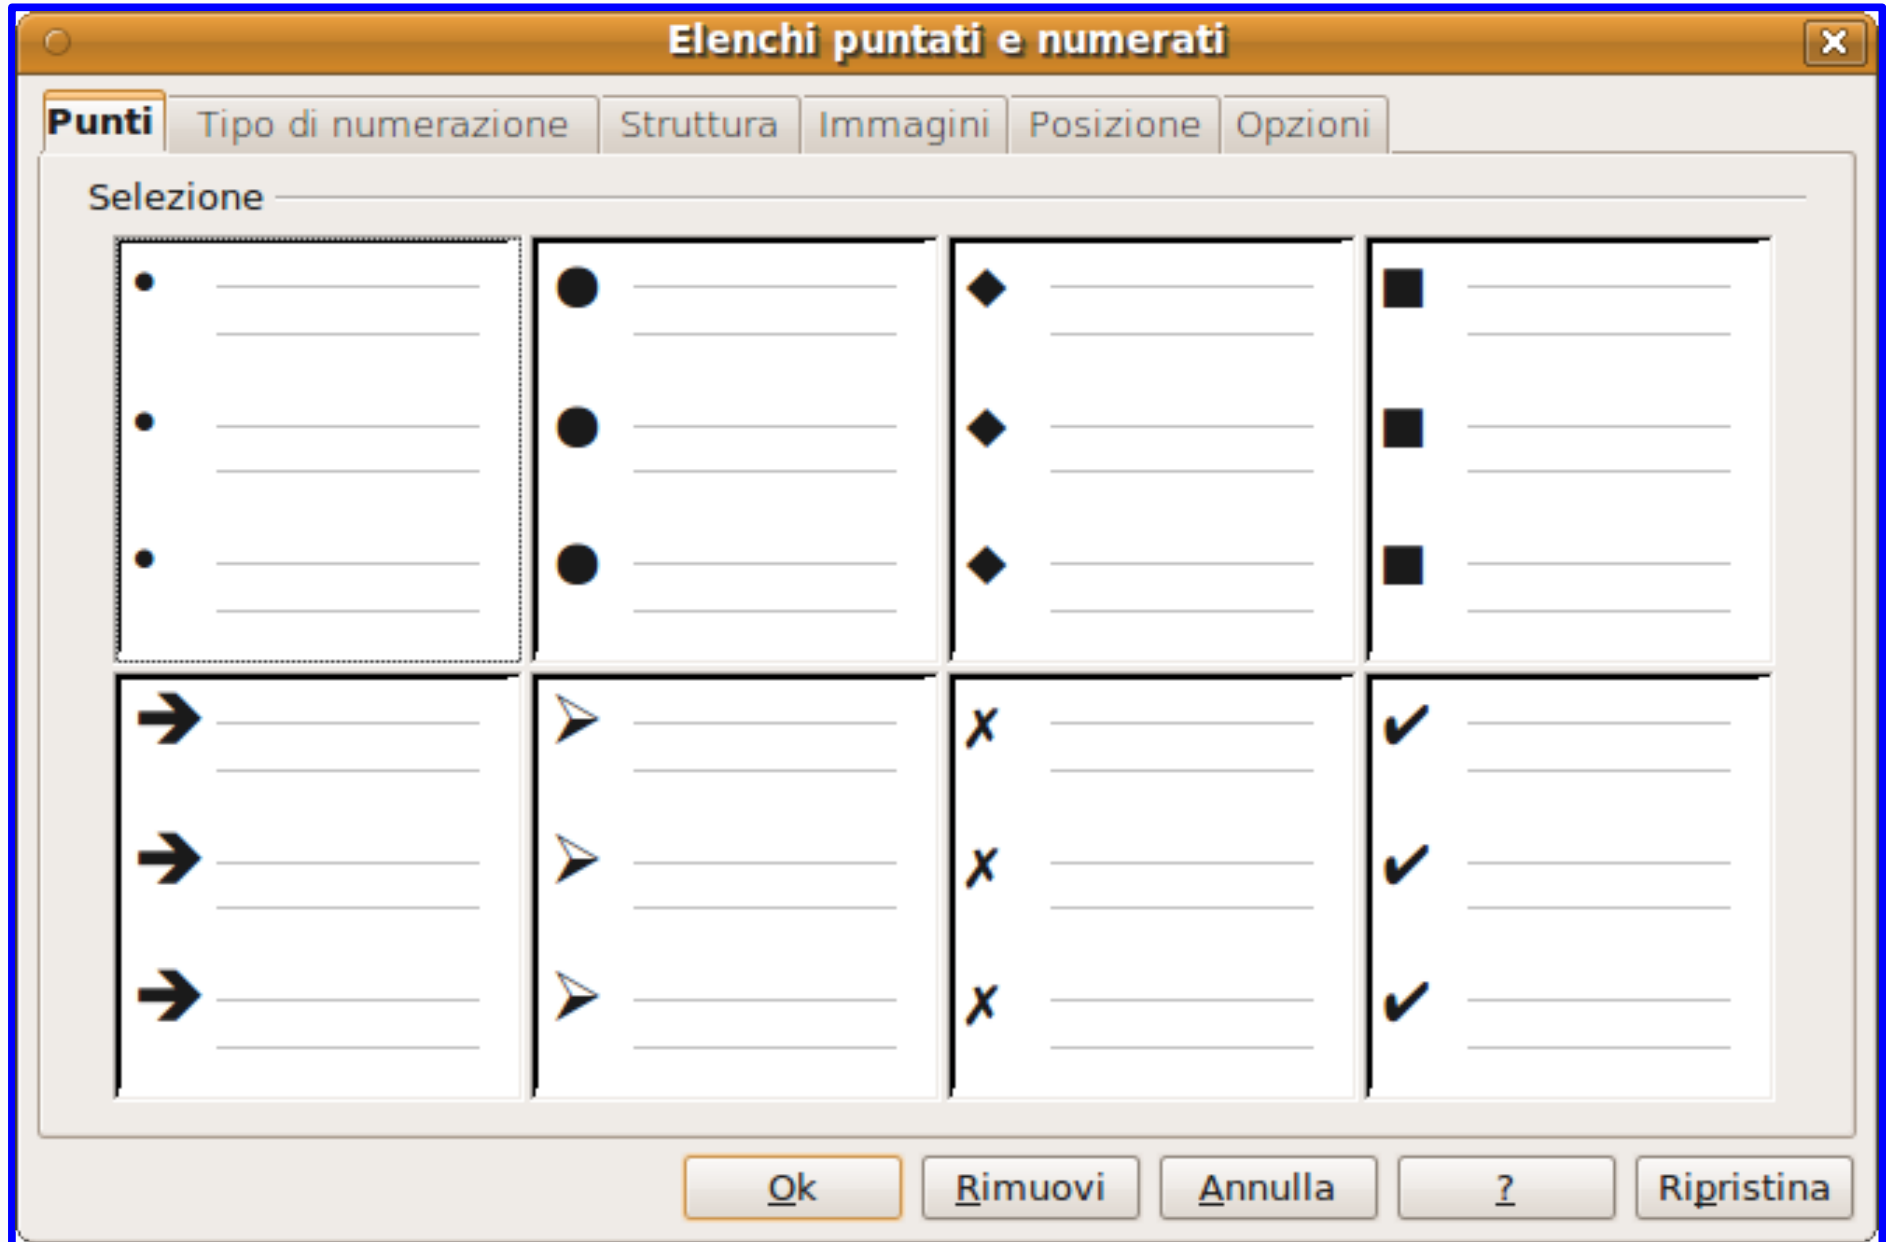 Elenchi puntati e numerati
Punti Tipo di numerazione Struttura Immagini Posizione Opzioni
Selezione
Ok Rimuovi Annulla ? Ripristina